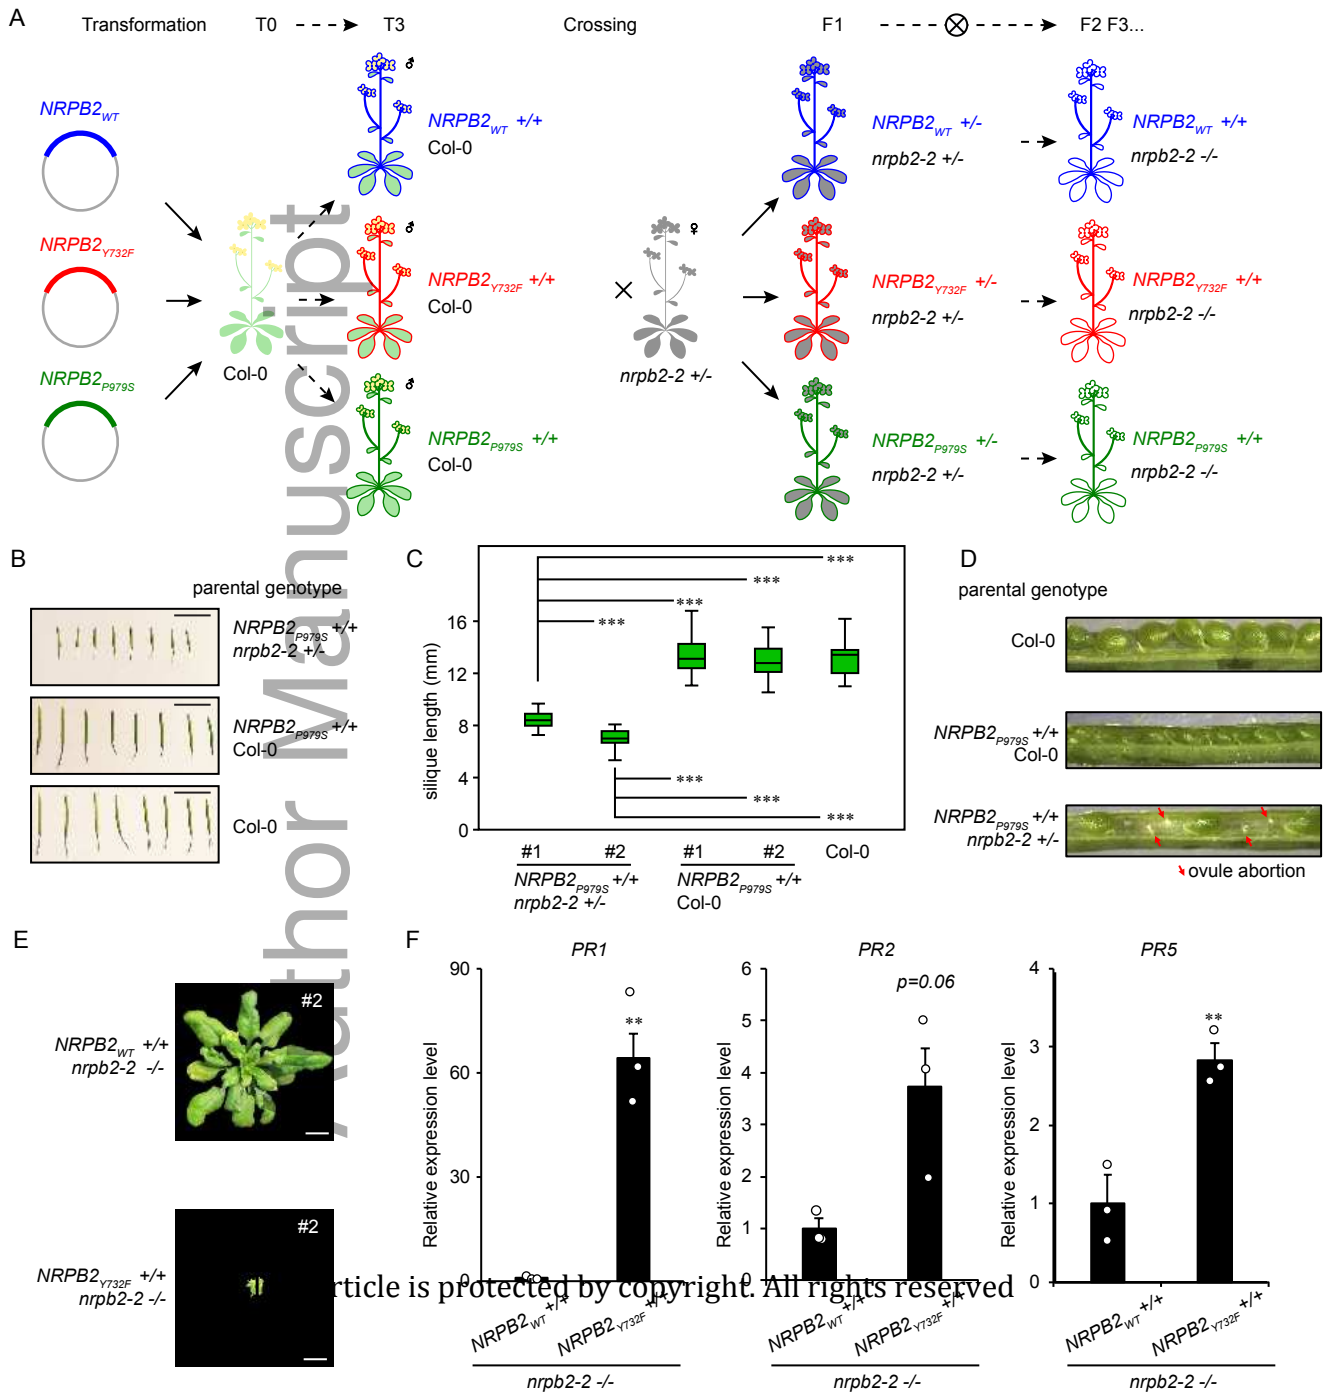 A
Transformation T0 T3 Crossing F1 F2 F3...
NRPB2WT
NRPB2Y732F
NRPB2P979S
Col-0
♂
NRPB2WT +/+
Col-0
♂
NRPB2Y732F +/+
Col-0
♂
NRPB2P979S +/+
Col-0
×
♀
nrpb2-2 +/-
NRPB2WT +/-
nrpb2-2 +/-
NRPB2Y732F +/-
nrpb2-2 +/-
NRPB2P979S +/-
nrpb2-2 +/-
NRPB2WT +/+
nrpb2-2 -/-
NRPB2Y732F +/+
nrpb2-2 -/-
NRPB2P979S +/+
nrpb2-2 -/-
B
parental genotype
NRPB2P979S +/+
nrpb2-2 +/-
NRPB2P979S +/+
Col-0
Col-0
C
silique length (mm)
16
12
8
4
0
***
***
***
***
***
***
***
#1 #2 #1 #2 Col-0
NRPB2P979S +/+
nrpb2-2 +/-
NRPB2P979S +/+
Col-0
D
parental genotype
Col-0
NRPB2P979S +/+
Col-0
NRPB2P979S +/+
nrpb2-2 +/-
ovule abortion
E
#2
NRPB2WT +/+
nrpb2-2 -/-
#2
NRPB2Y732F +/+
nrpb2-2 -/-
F
PR1
Relative expression level
90
60
30
0
**
NRPB2WT +/+
NRPB2Y732F +/+
nrpb2-2 -/-
PR2
Relative expression level
6
5
4
3
2
1
0
p=0.06
NRPB2WT +/+
NRPB2Y732F +/+
nrpb2-2 -/-
PR5
Relative expression level
4
3
2
1
0
**
NRPB2WT +/+
NRPB2Y732F +/+
nrpb2-2 -/-
Author Manuscript
rticle is protected by copyright. All rights reserved